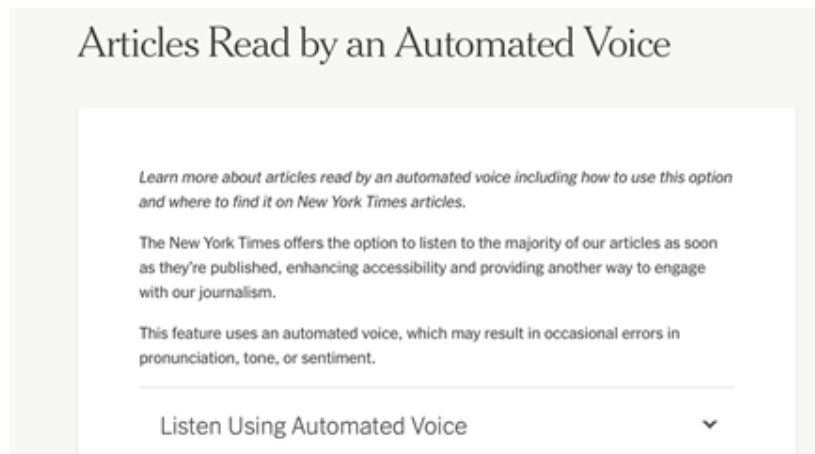 Articles Read by an Automated Voice
Learn more about articles read by an automated voice including how to use this option
and where to find it on New York Times articles.
The New York Times offers the option to listen to the majority of our articles as soon
as they're published, enhancing accessibility and providing another way to engage
with our journalism.
This feature uses an automated voice, which may result in occasional errors in
pronunciation, tone, or sentiment.
Listen Using Automated Voice